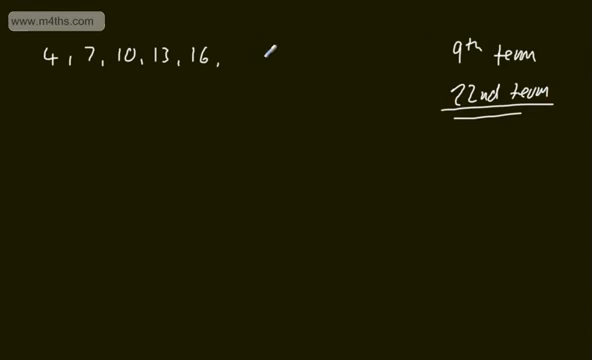 www.m4ths.com
4, 7, 10, 13, 16,
9th term
22nd term